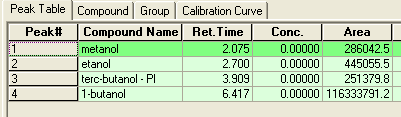 Peak Table Compound Group Calibration Curve
Peak# Compound Name Ret.Time Conc. Area
1 metanol 2.075 0.00000 286042.5
2 etanol 2.700 0.00000 445055.5
3 terc-butanol - PI 3.909 0.00000 251379.8
4 1-butanol 6.417 0.00000 116333791.2